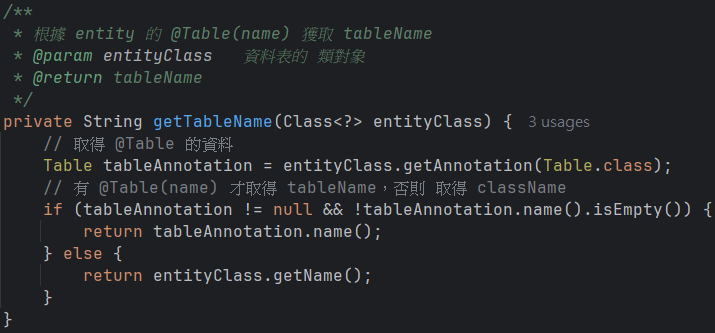 /**
 * 根據 entity 的 @Table(name) 獲取 tableName
 * @param entityClass   資料表的 類對象
 * @return tableName
 */
private String getTableName(Class<?> entityClass) {  3 usages
    // 取得 @Table 的資料
    Table tableAnnotation = entityClass.getAnnotation(Table.class);
    // 有 @Table(name) 才取得 tableName，否則 取得 className
    if (tableAnnotation != null && !tableAnnotation.name().isEmpty()) {
        return tableAnnotation.name();
    } else {
        return entityClass.getName();
    }
}